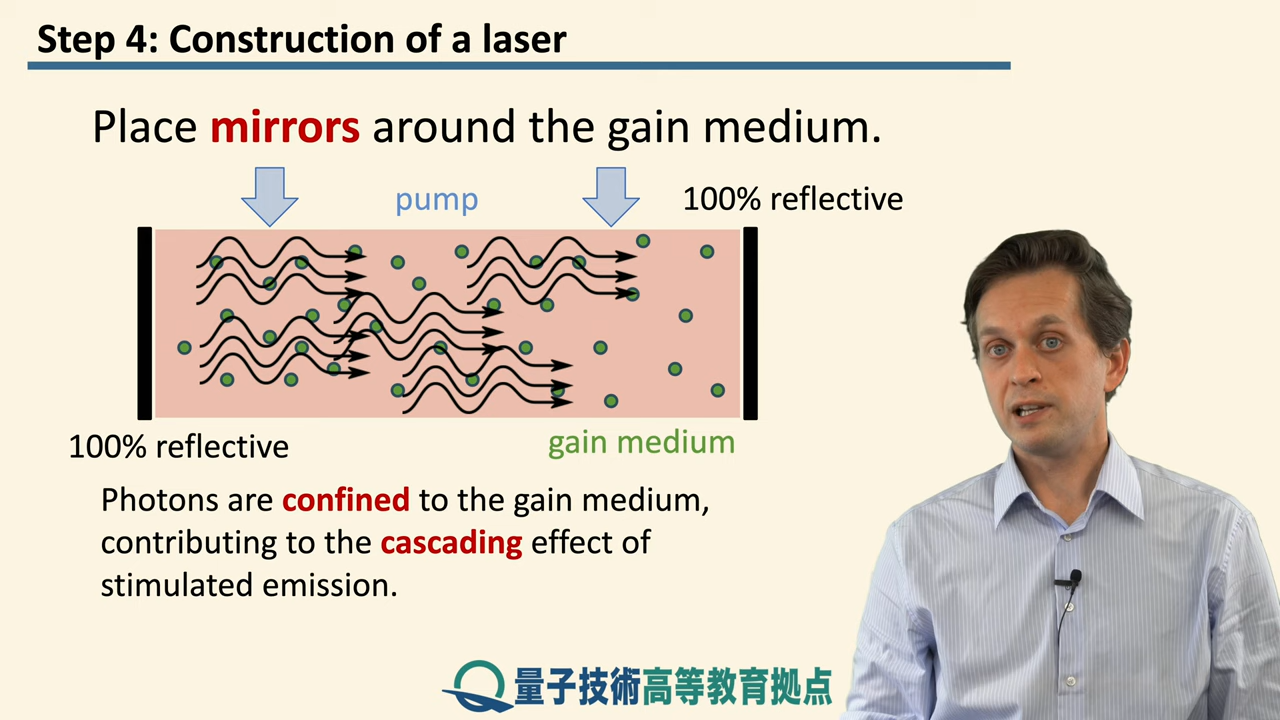 Step 4: Construction of a laser
Place mirrors around the gain medium.
pump
100% reflective
100% reflective
gain medium
Photons are confined to the gain medium,
contributing to the cascading effect of
stimulated emission.
量子技術高等教育拠点